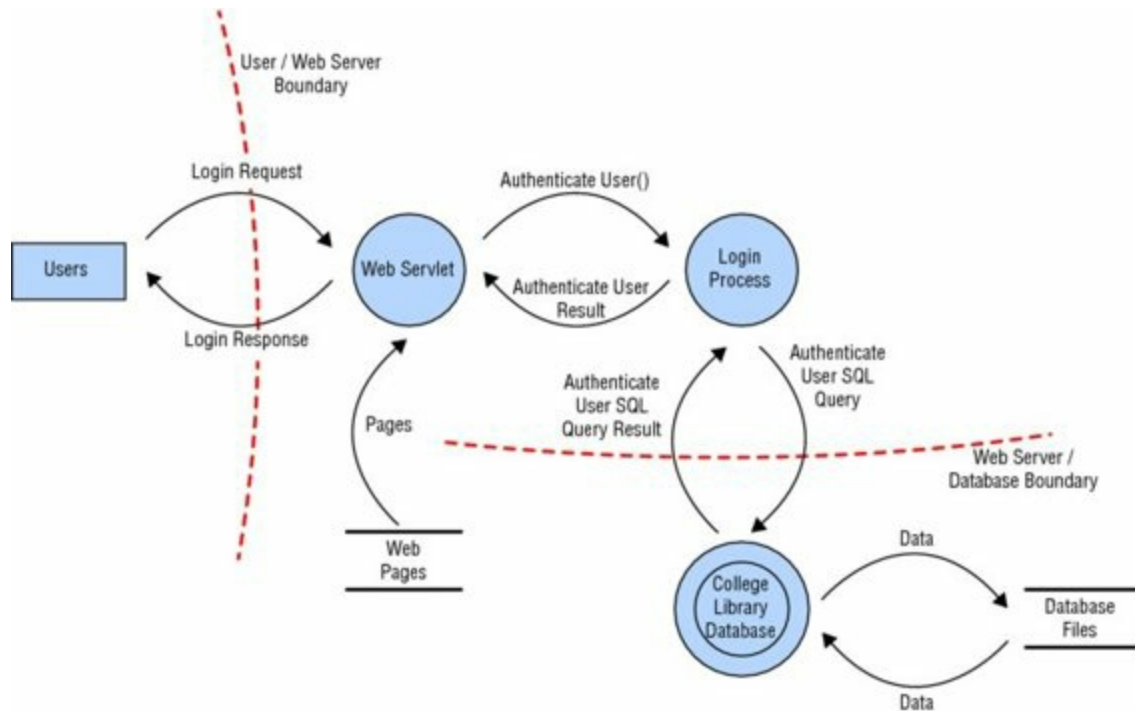 User / Web Server
Boundary
Login Request
Authenticate User()
Users
Web Servlet
Login
Process
Authenticate User
Result
Login Response
Authenticate
User SQL
Query
Authenticate
User SQL
Query Result
Pages
Web Server /
Database Boundary
Web
Pages
Data
College
Library
Database
Database
Files
Data